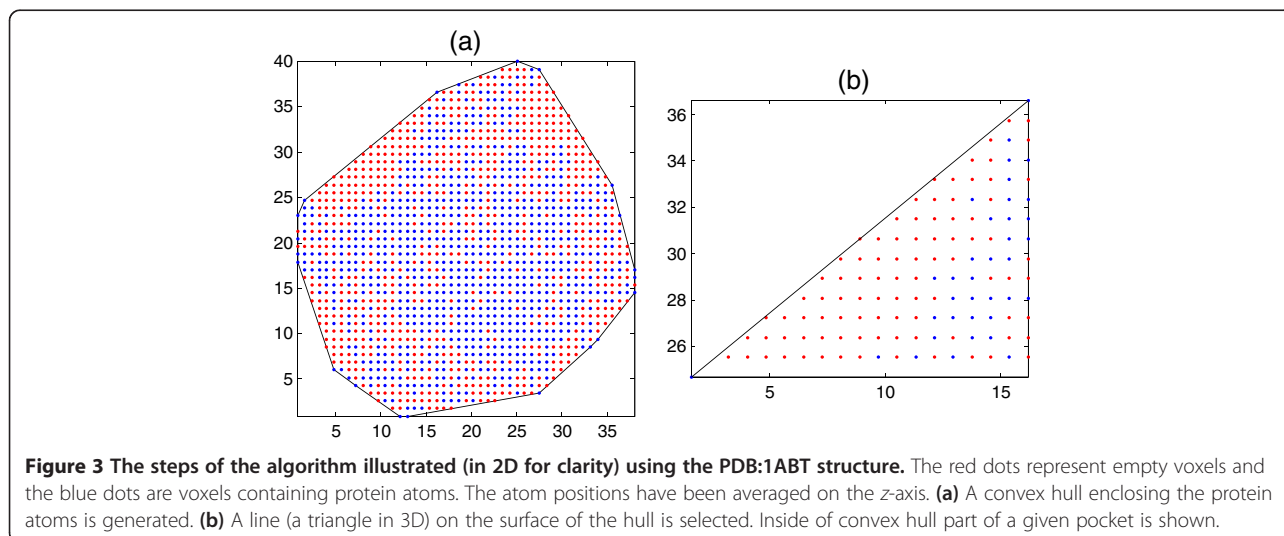 (a)
40
35
30
25
20
15
10
5
5 10 15 20 25 30 35
(b)
36
34
32
30
28
26
5 10 15
Figure 3 The steps of the algorithm illustrated (in 2D for clarity) using the PDB:1ABT structure. The red dots represent empty voxels and
the blue dots are voxels containing protein atoms. The atom positions have been averaged on the z-axis. (a) A convex hull enclosing the protein
atoms is generated. (b) A line (a triangle in 3D) on the surface of the hull is selected. Inside of convex hull part of a given pocket is shown.